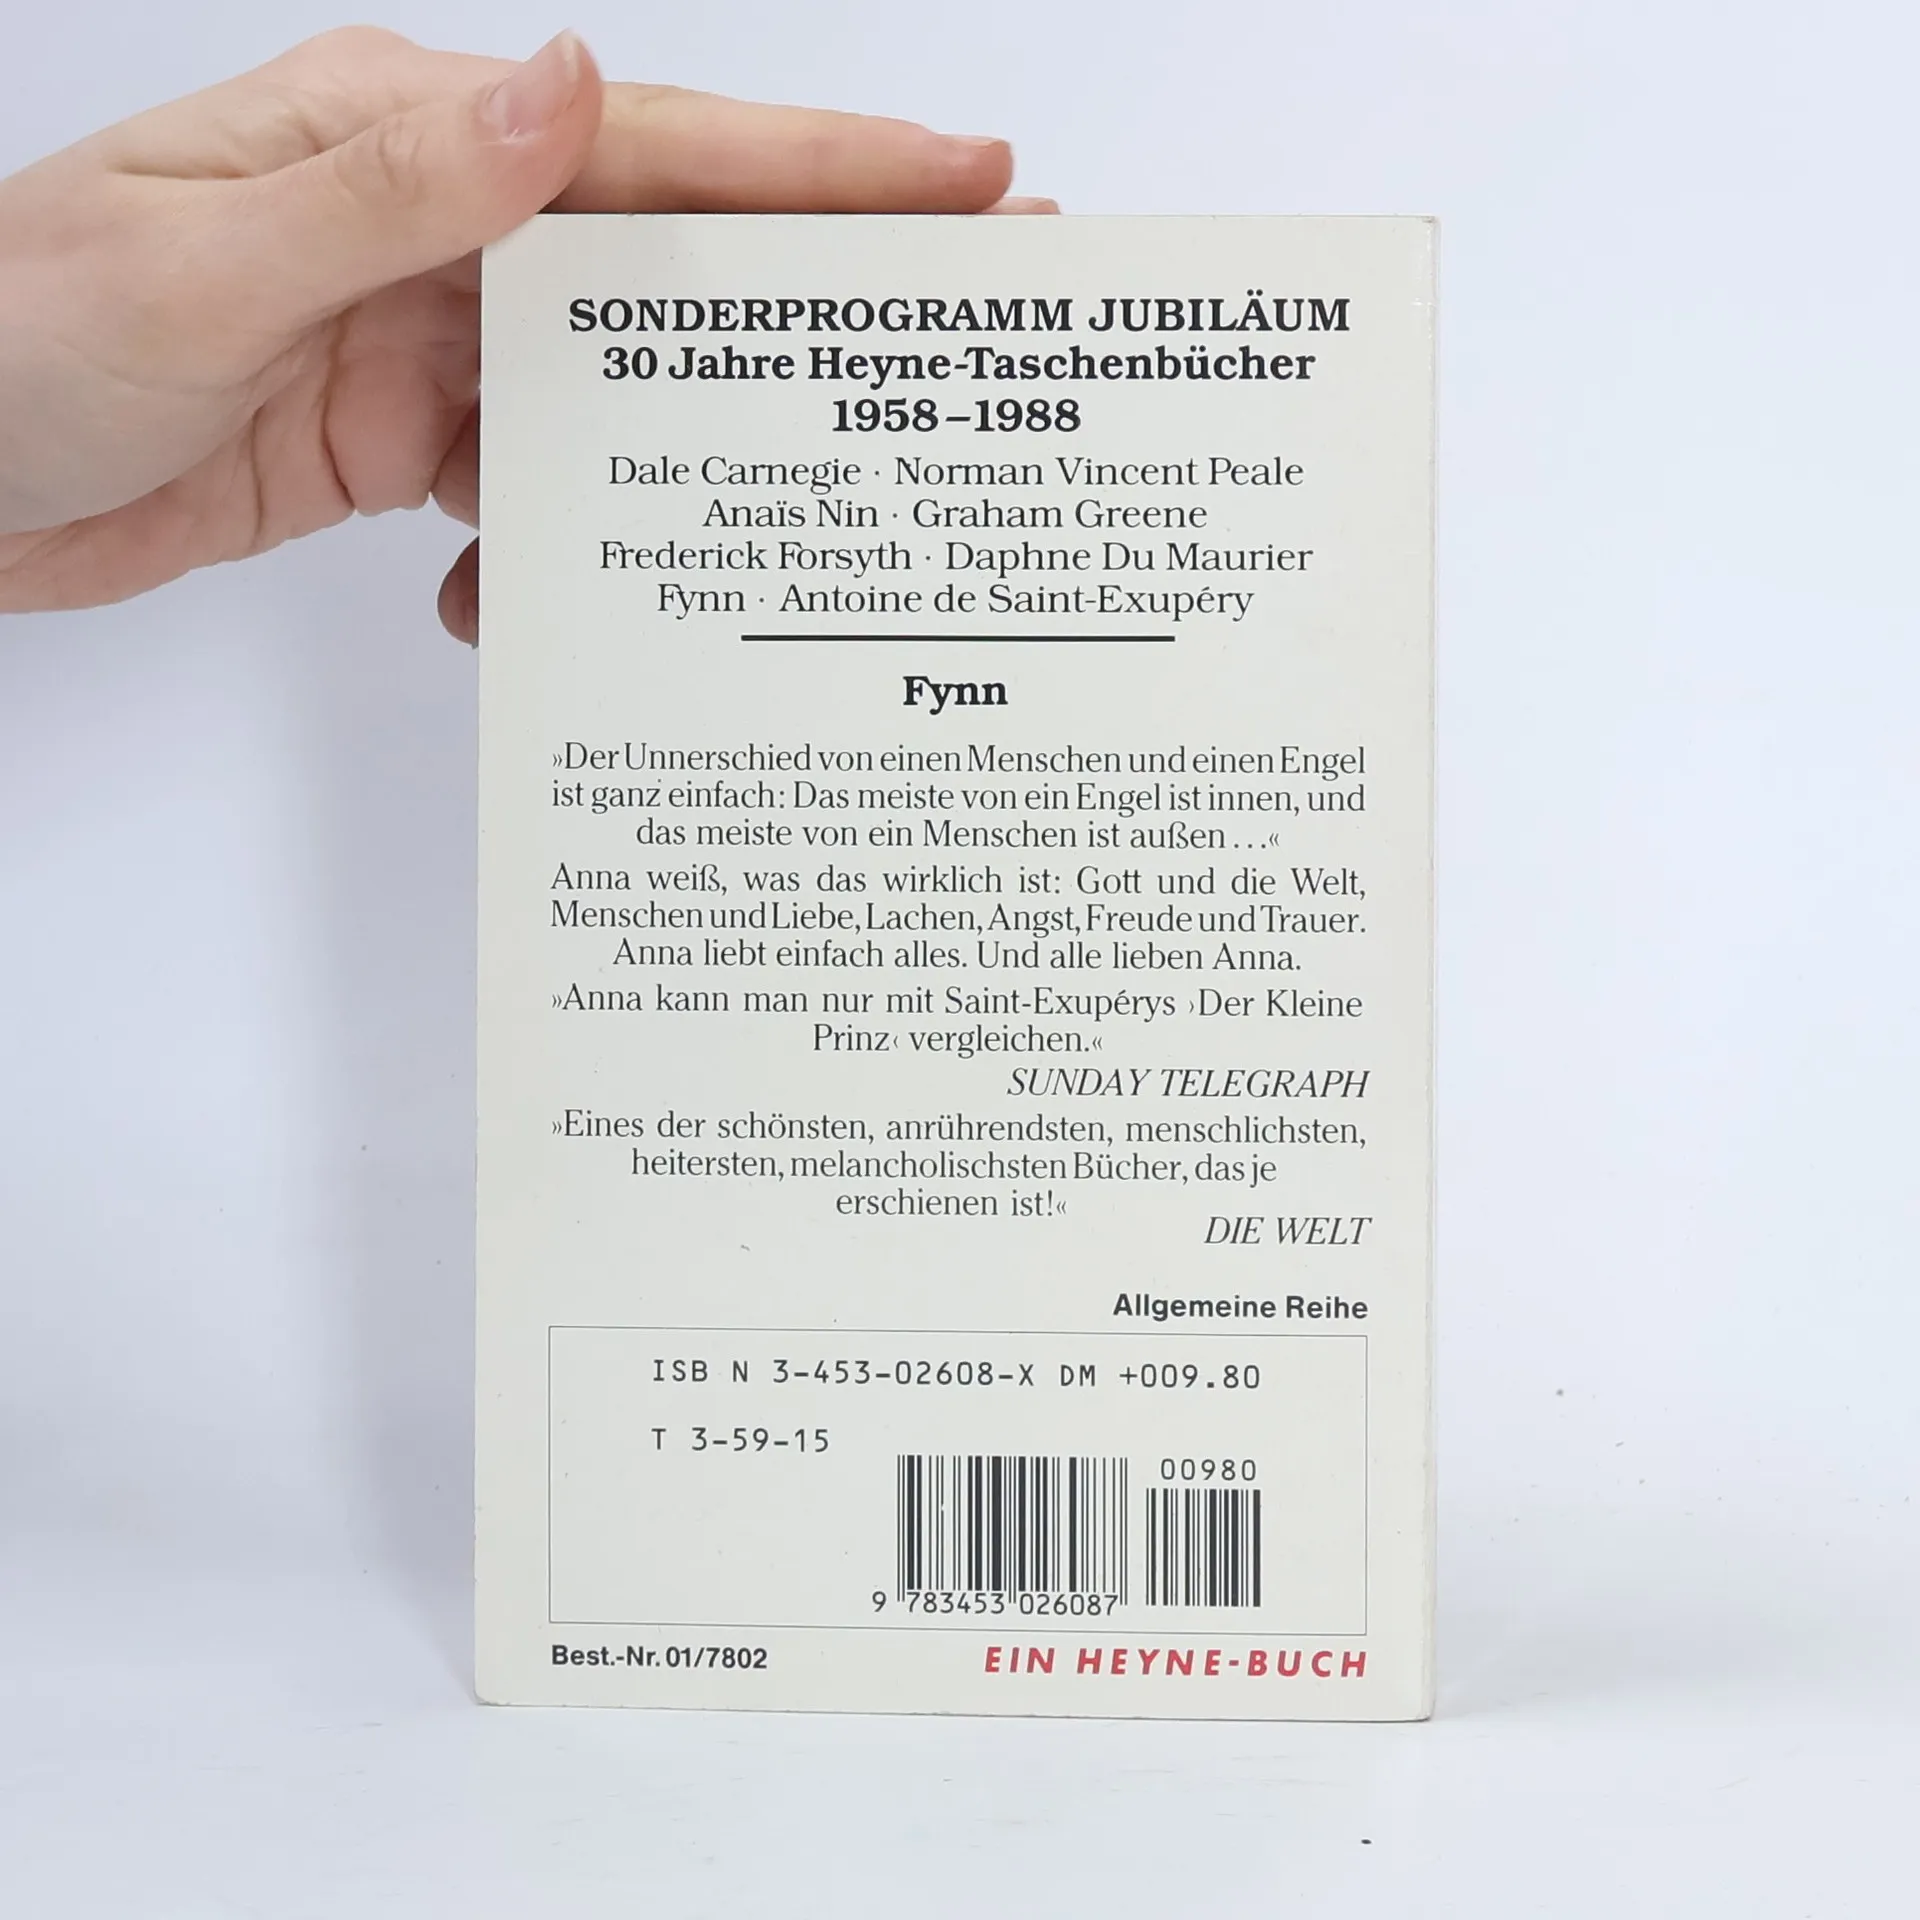 SONDERPROGRAMM JUBILÄUM
30 Jahre Heyne-Taschenbücher
1958–1988
Dale Carnegie · Norman Vincent Peale
Anaïs Nin · Graham Greene
Frederick Forsyth · Daphne Du Maurier
Fynn · Antoine de Saint-Exupéry
Fynn
»Der Unnerschied von einen Menschen und einen Engel
ist ganz einfach: Das meiste von ein Engel ist innen, und
das meiste von ein Menschen ist außen...«
Anna weiß, was das wirklich ist: Gott und die Welt,
Menschen und Liebe, Lachen, Angst, Freude und Trauer.
Anna liebt einfach alles. Und alle lieben Anna.
»Anna kann man nur mit Saint-Exupérys ›Der Kleine
Prinz‹ vergleichen.«
SUNDAY TELEGRAPH
»Eines der schönsten, anrührendsten, menschlichsten,
heitersten, melancholischsten Bücher, das je
erschienen ist!«
DIE WELT
Allgemeine Reihe
ISB N 3-453-02608-X DM +009.80
T 3-59-15
00980
9 783453 026087
Best.-Nr. 01/7802
EIN HEYNE-BUCH